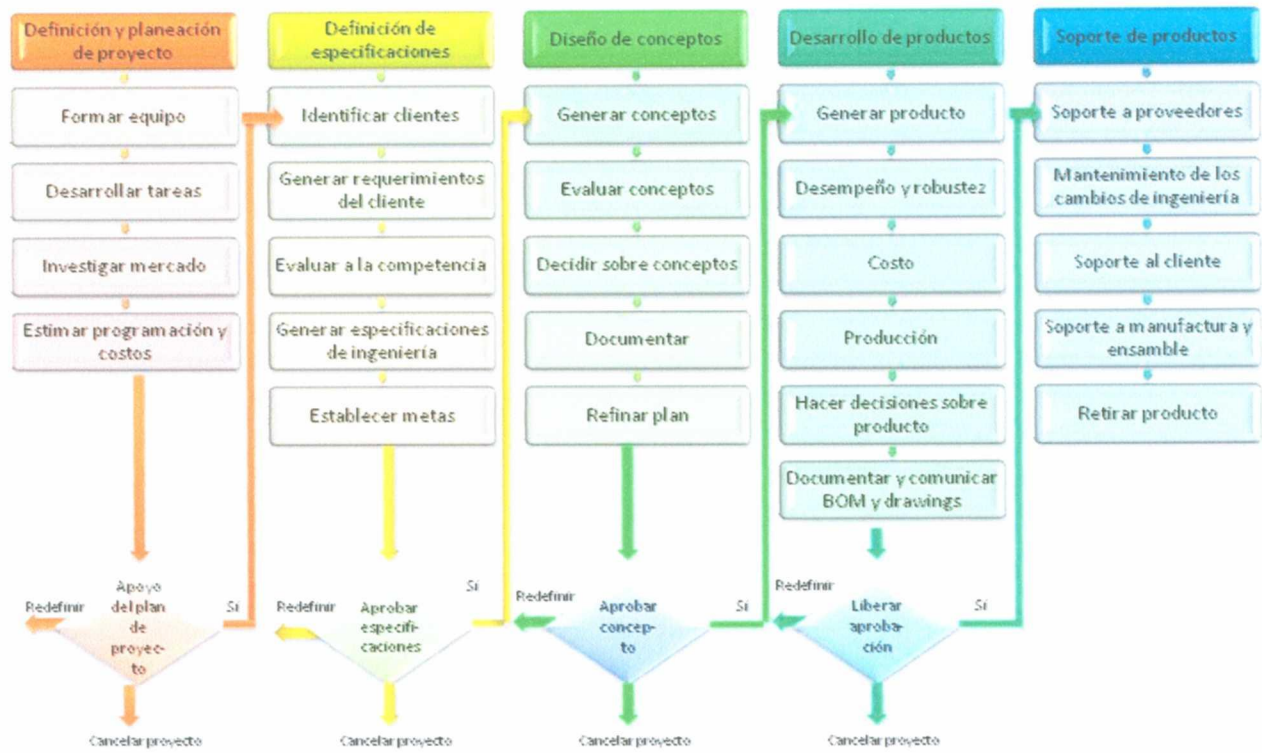 Definición y planeación
de proyecto
Formar equipo
Desarrollar tareas
Investigar mercado
Estimar programación y
costos
Apoyo
del plan
de
proyec-
to
Redefinir
Sí
Cancelar proyecto
Definición de
especificaciones
Identificar clientes
Generar requerimientos
del cliente
Evaluar a la competencia
Generar especificaciones
de ingeniería
Establecer metas
Aprobar
especifi-
caciones
Redefinir
Sí
Cancelar proyecto
Diseño de conceptos
Generar conceptos
Evaluar conceptos
Decidir sobre conceptos
Documentar
Refinar plan
Aprobar
concep-
to
Redefinir
Sí
Cancelar proyecto
Desarrollo de productos
Generar producto
Desempeño y robustez
Costo
Producción
Hacer decisiones sobre
producto
Documentar y comunicar
BOM y drawings
Liberar
aproba-
ción
Redefinir
Sí
Cancelar proyecto
Soporte de productos
Soporte a proveedores
Mantenimiento de los
cambios de ingeniería
Soporte al cliente
Soporte a manufactura y
ensamble
Retirar producto